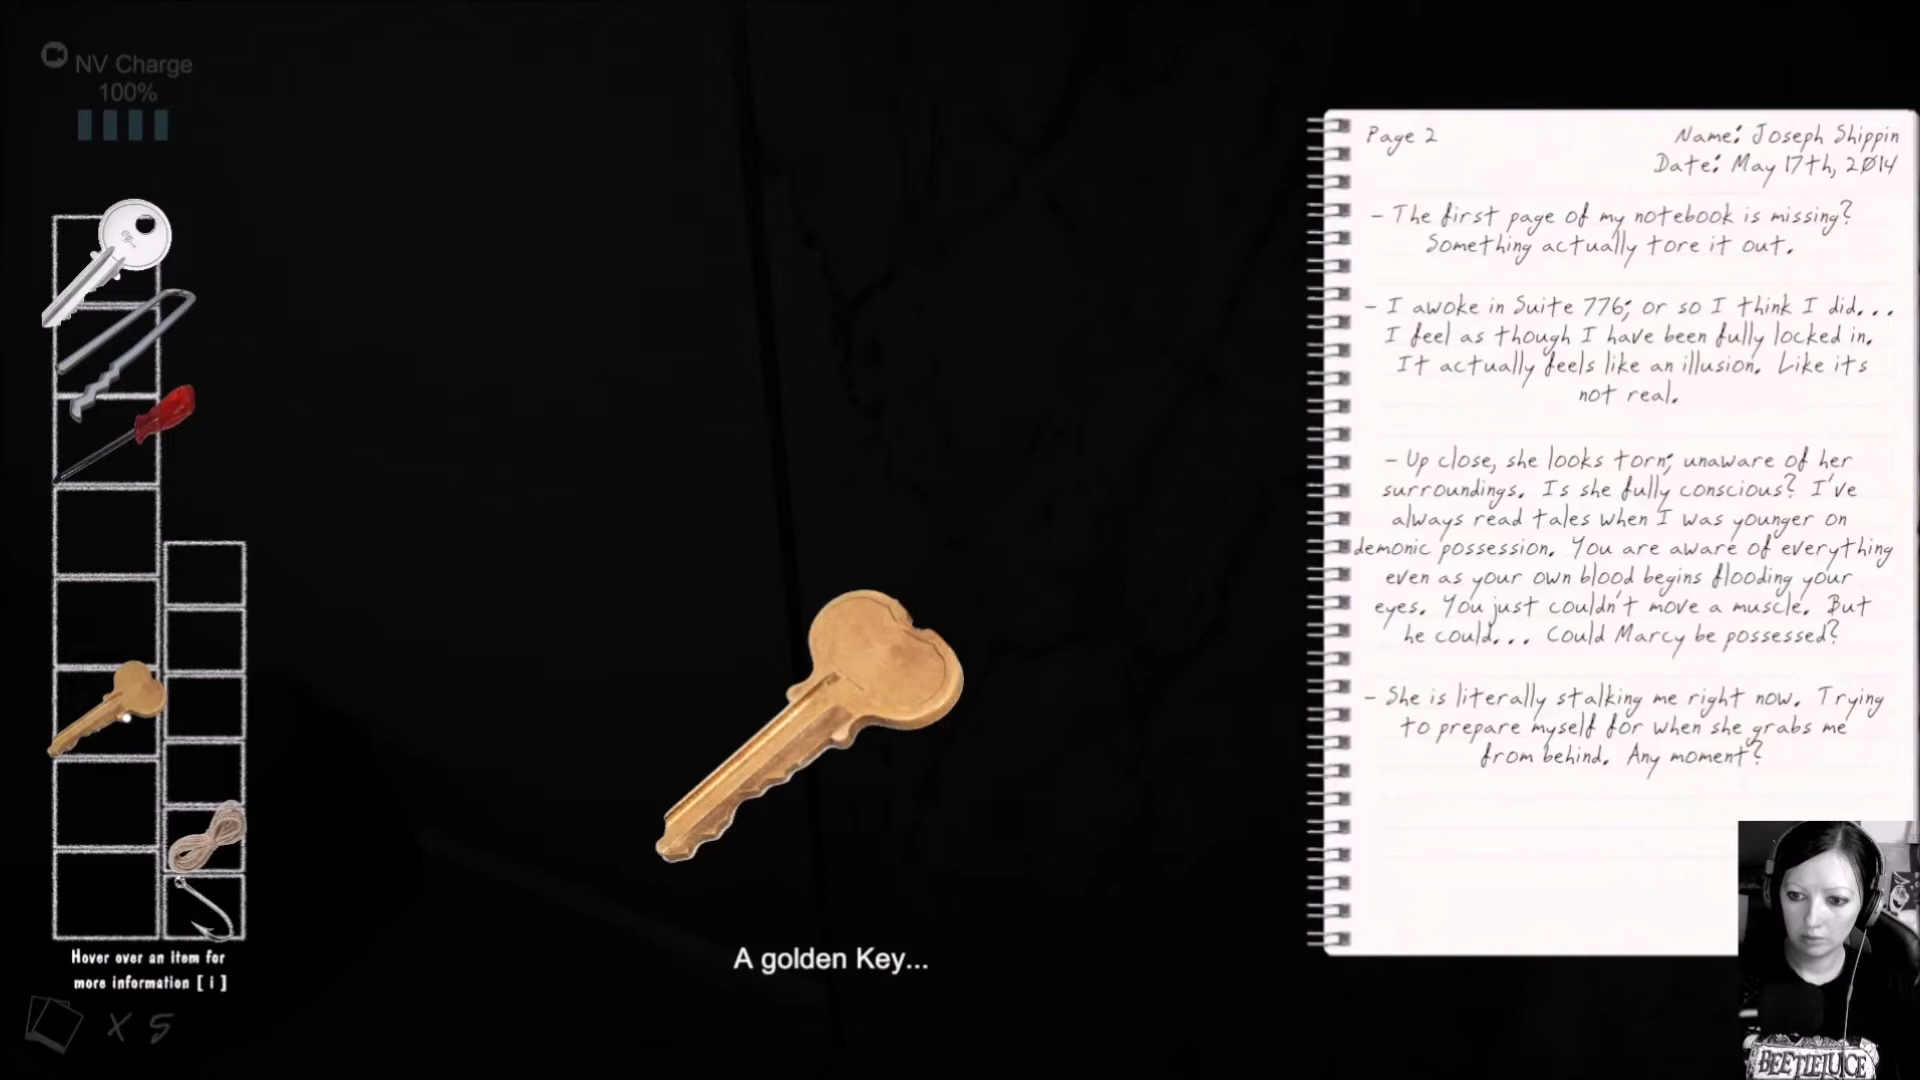 NV Charge
100%
Page 2
Name: Joseph Shippin
Date: May 17th, 2014
- The first page of my notebook is missing?
Something actually tore it out.
- I awoke in Suite 776; or so I think I did...
I feel as though I have been fully locked in.
It actually feels like an illusion. Like it's
not real.
- Up close, she looks torn; unaware of her
surroundings. Is she fully conscious? I've
always read tales when I was younger on
demonic possession. You are aware of everything
even as your own blood begins flooding your
eyes. You just couldn't move a muscle. But
he could... Could Marcy be possessed?
- She is literally stalking me right now. Trying
to prepare myself for when she grabs me
from behind. Any moment?
A golden Key...
Hover over an item for
more information [ i ]
X 5
BEETLEJUICE